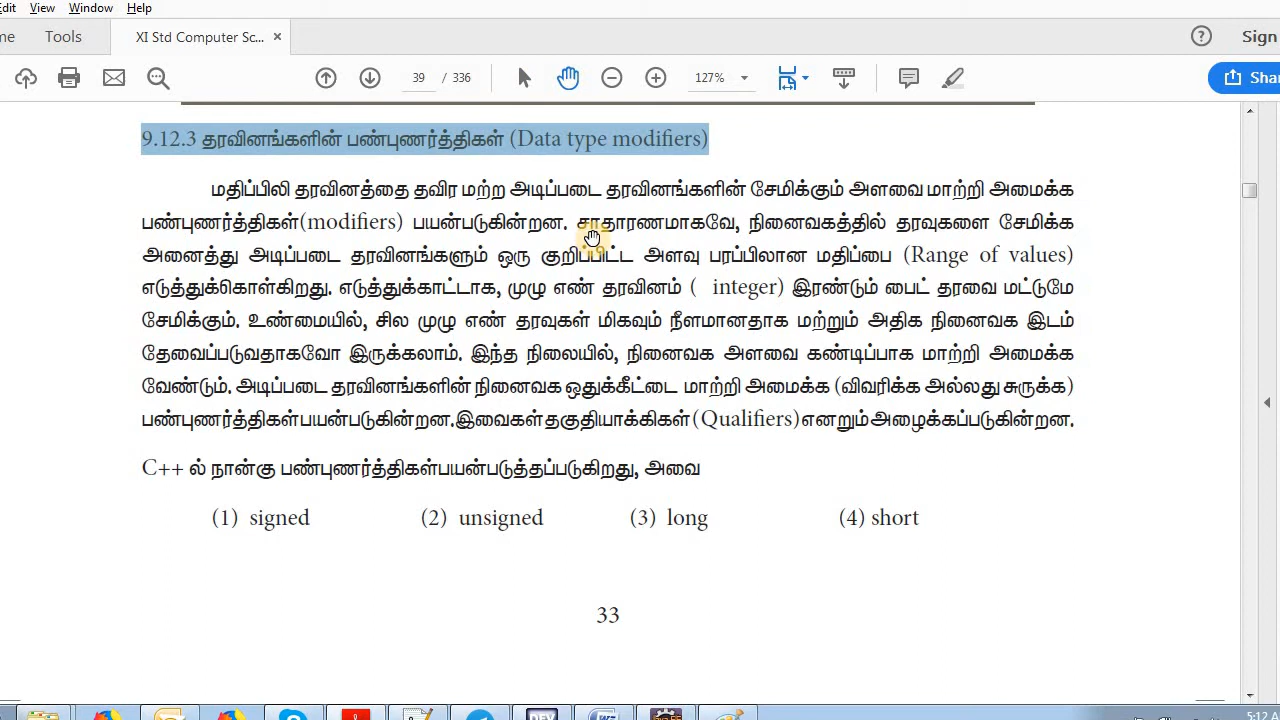 Edit View Window Help
me Tools XI Std Computer Sc... × Sign
39 / 336 127% Shar
9.12.3 தரவினங்களின் பண்புணர்த்திகள் (Data type modifiers)
மதிப்பிலி தரவினத்தை தவிர மற்ற அடிப்படை தரவினங்களின் சேமிக்கும் அளவை மாற்றி அமைக்க
பண்புணர்த்திகள்(modifiers) பயன்படுகின்றன. சாதாரணமாகவே, நினைவகத்தில் தரவுகளை சேமிக்க
அனைத்து அடிப்படை தரவினங்களும் ஒரு குறிப்பிட்ட அளவு பரப்பிலான மதிப்பை (Range of values)
எடுத்துக்கொள்கிறது. எடுத்துக்காட்டாக, முழு எண் தரவினம் ( integer) இரண்டும் பைட் தரவை மட்டுமே
சேமிக்கும். உண்மையில், சில முழு எண் தரவுகள் மிகவும் நீளமானதாக மற்றும் அதிக நினைவக இடம்
தேவைப்படுவதாகவோ இருக்கலாம். இந்த நிலையில், நினைவக அளவை கண்டிப்பாக மாற்றி அமைக்க
வேண்டும். அடிப்படை தரவினங்களின் நினைவக ஒதுக்கீட்டை மாற்றி அமைக்க (விவரிக்க அல்லது சுருக்க)
பண்புணர்த்திகள் பயன்படுகின்றன. இவைகள் தகுதியாக்கிகள் (Qualifiers) எனறும் அழைக்கப்படுகின்றன.
C++ ல் நான்கு பண்புணர்த்திகள்பயன்படுத்தப்படுகிறது, அவை
(1) signed (2) unsigned (3) long (4) short
33
DEV
5:12 A